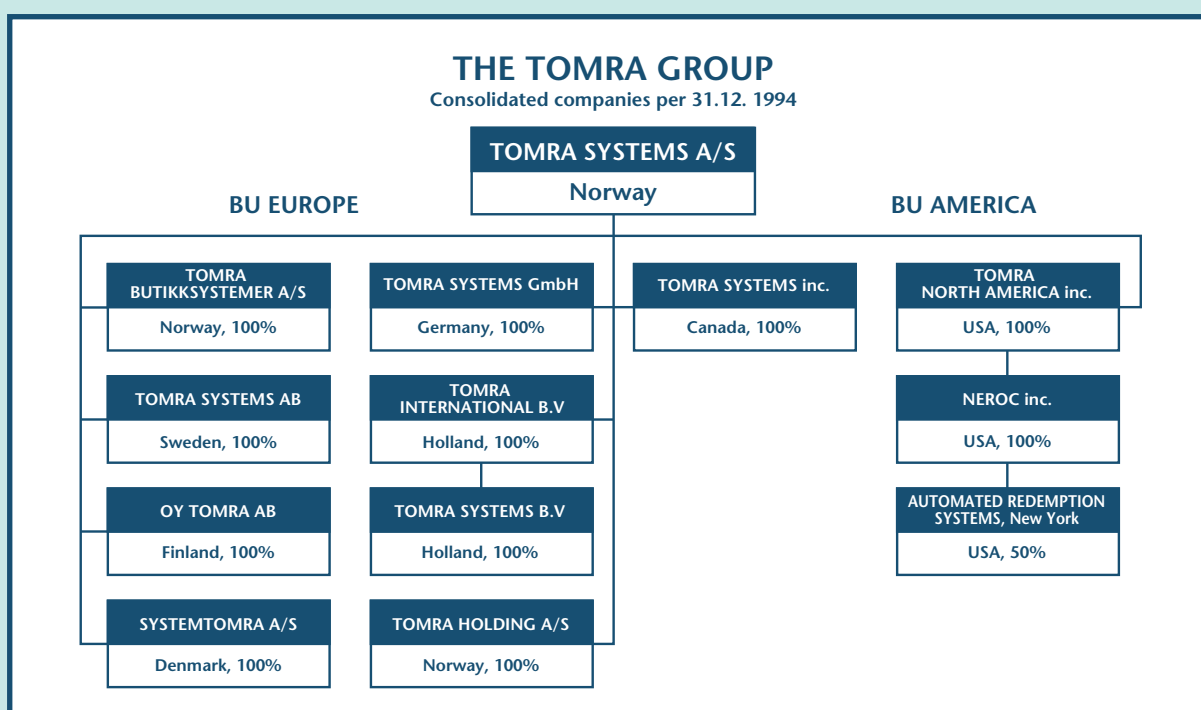 THE TOMRA GROUP
Consolidated companies per 31.12. 1994
TOMRA SYSTEMS A/S
Norway
BU EUROPE
BU AMERICA
TOMRA
BUTIKKSYSTEMER A/S
Norway, 100%
TOMRA SYSTEMS GmbH
Germany, 100%
TOMRA SYSTEMS inc.
Canada, 100%
TOMRA
NORTH AMERICA inc.
USA, 100%
TOMRA SYSTEMS AB
Sweden, 100%
TOMRA
INTERNATIONAL B.V
Holland, 100%
NEROC inc.
USA, 100%
OY TOMRA AB
Finland, 100%
TOMRA SYSTEMS B.V
Holland, 100%
AUTOMATED REDEMPTION
SYSTEMS, New York
USA, 50%
SYSTEMTOMRA A/S
Denmark, 100%
TOMRA HOLDING A/S
Norway, 100%